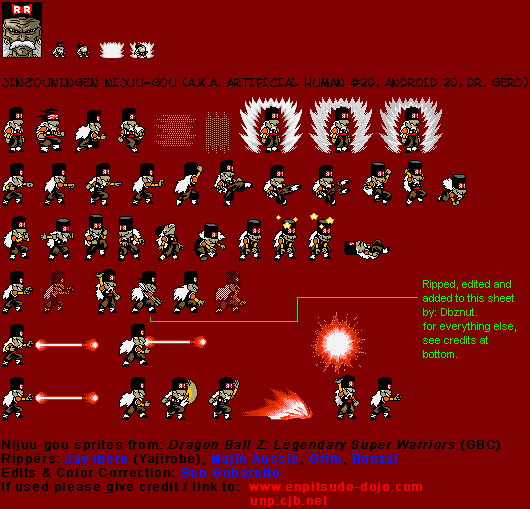 RR
JINZOUNINGEN NIJUU-GOU (A.K.A. ARTIFICIAL HUMAN #20, ANDROID 20, DR. GERO)
Ripped, edited and
added to this sheet
by: Dbznut.
for everything else,
see credits at
bottom.
Nijuu-gou sprites from: Dragon Ball Z: Legendary Super Warriors (GBC)
Rippers: Jay Ibero (Yajirobe), Majin Aussie, Grim, Bonzai
Edits & Color Correction: Son Goharotto
If used please give credit / link to: www.enpitsudo-dojo.com
unp.cjb.net